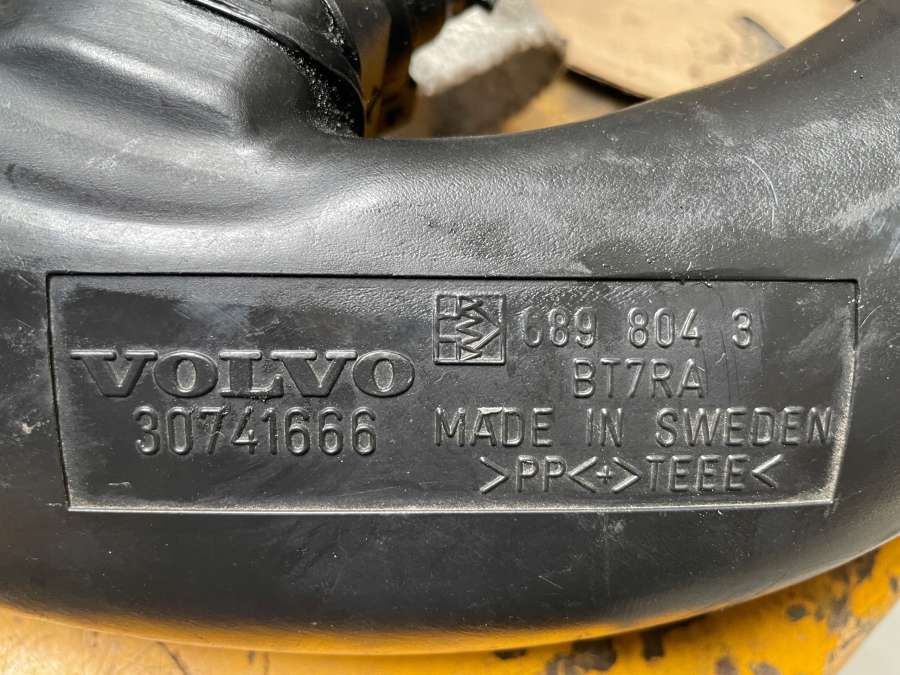 VOLVO
30741666
689 804 3
BT7RA
MADE IN SWEDEN
>PP<+>TEEE<